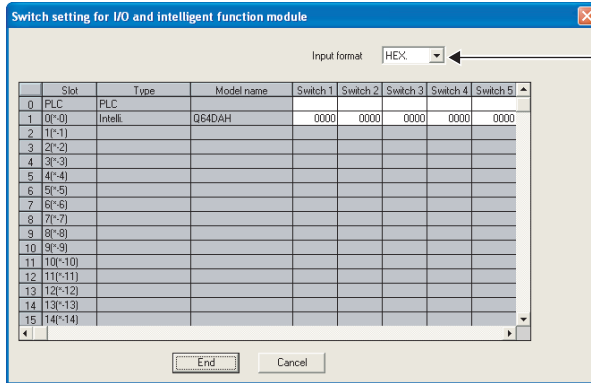 Switch setting for I/O and intelligent function module
Input format HEX.
Slot Type Model name Switch 1 Switch 2 Switch 3 Switch 4 Switch 5
0 PLC PLC
1 0(*-0) Intelli. Q64DAH 0000 0000 0000 0000 0000
2 1(*-1)
3 2(*-2)
4 3(*-3)
5 4(*-4)
6 5(*-5)
7 6(*-6)
8 7(*-7)
9 8(*-8)
10 9(*-9)
11 10(*-10)
12 11(*-11)
13 12(*-12)
14 13(*-13)
15 14(*-14)
End Cancel